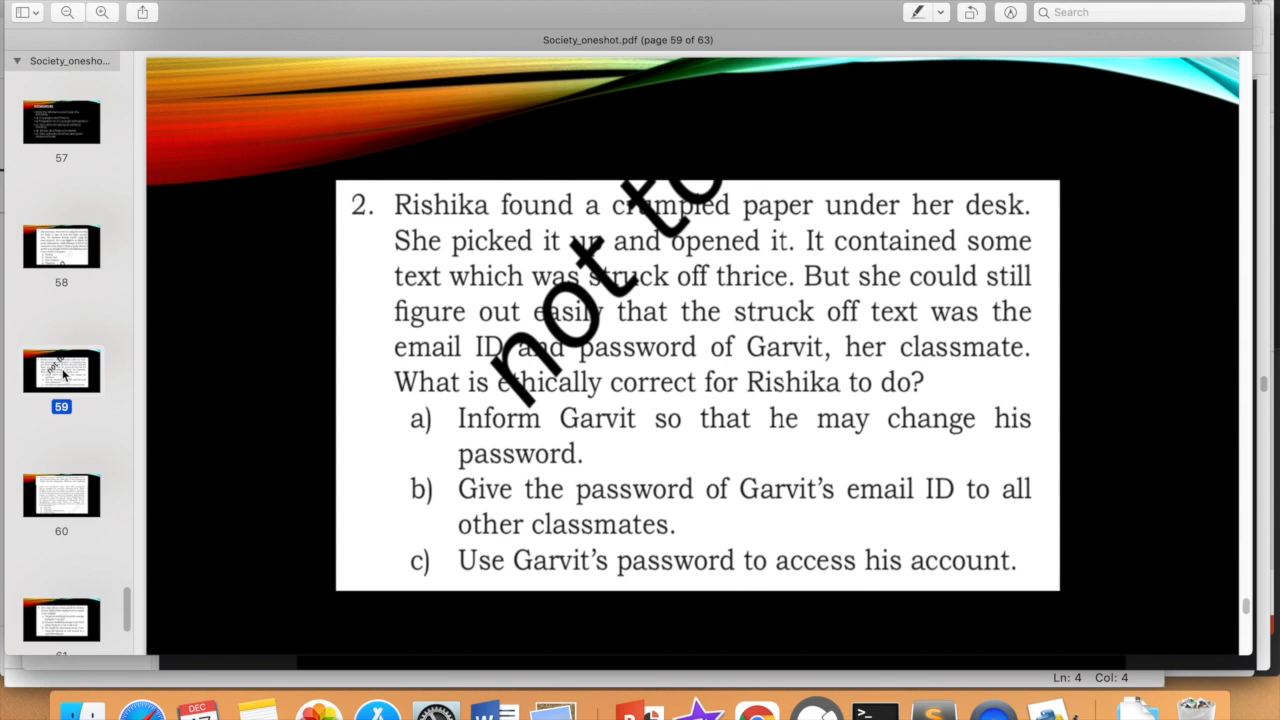 Search
Society_oneshot.pdf (page 59 of 63)
Society_onesho...
57
58
59
60
61
2. Rishika found a crumpled paper under her desk.
She picked it up and opened it. It contained some
text which was struck off thrice. But she could still
figure out easily that the struck off text was the
email ID and password of Garvit, her classmate.
What is ethically correct for Rishika to do?
a) Inform Garvit so that he may change his
password.
b) Give the password of Garvit's email ID to all
other classmates.
c) Use Garvit's password to access his account.
not to
Ln: 4 Col: 4
DEC